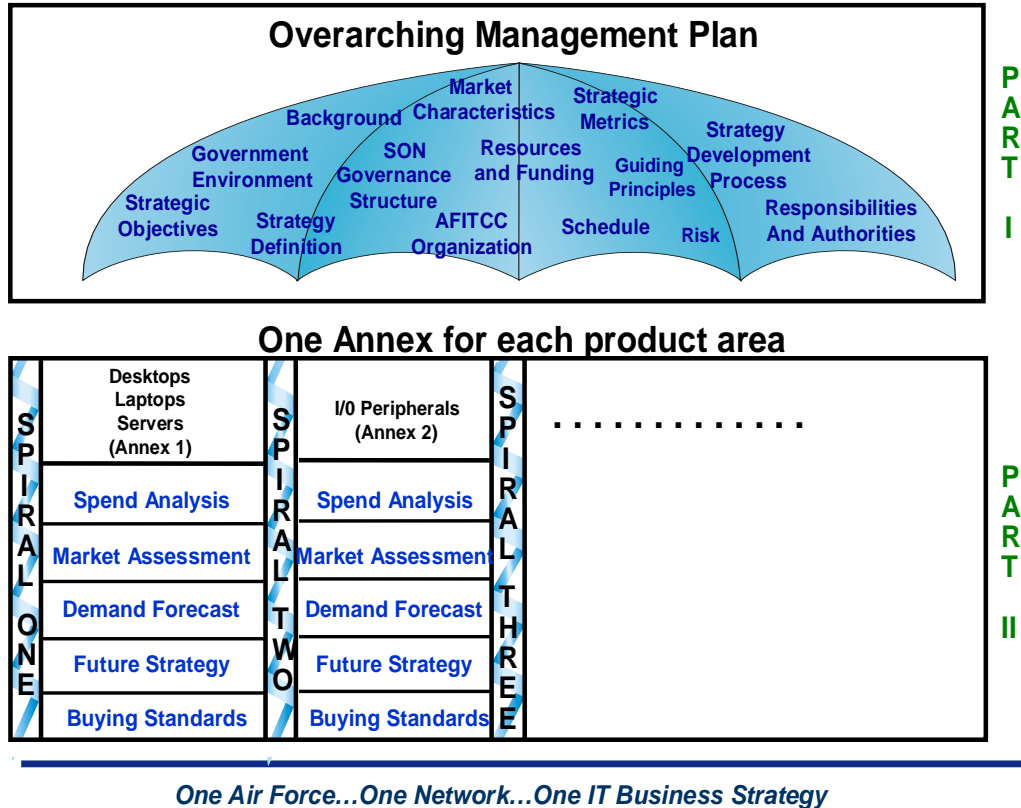 Overarching Management Plan
Market
Characteristics
Strategic
Metrics
Background
Strategy
Development
Process
Government
Environment
SON
Governance
Structure
Resources
and Funding
Guiding
Principles
Strategic
Objectives
Strategy
Definition
AFITCC
Organization
Schedule
Risk
Responsibilities
And Authorities
PART I
One Annex for each product area
SPIRAL ONE
Desktops
Laptops
Servers
(Annex 1)
Spend Analysis
Market Assessment
Demand Forecast
Future Strategy
Buying Standards
SPIRAL TWO
I/0 Peripherals
(Annex 2)
Spend Analysis
Market Assessment
Demand Forecast
Future Strategy
Buying Standards
SPIRAL THREE
. . . . . . . . . . . . .
PART II
One Air Force...One Network...One IT Business Strategy